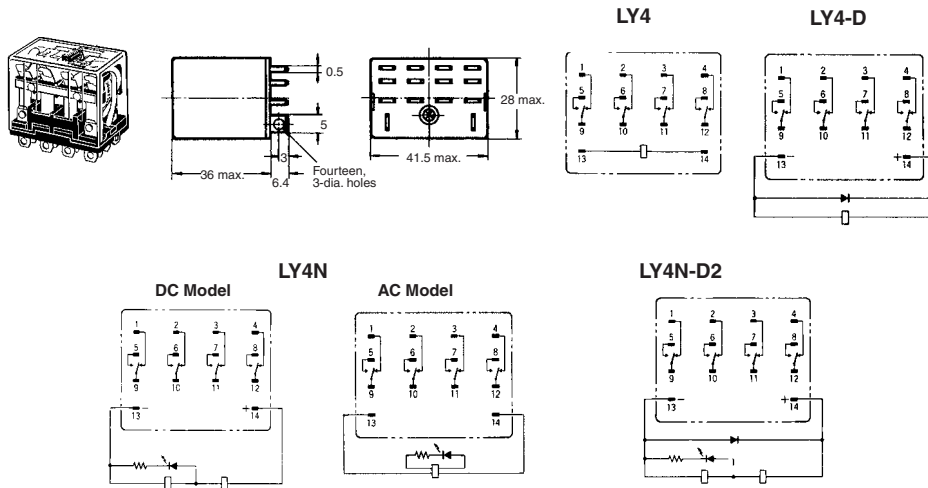 LY4
LY4-D
0.5
5
3
6.4
36 max.
Fourteen,
3-dia. holes
28 max.
41.5 max.
1 2 3 4
5 6 7 8
9 10 11 12
13 14
1 2 3 4
5 6 7 8
9 10 11 12
13 − + 14
LY4N
DC Model
AC Model
LY4N-D2
1 2 3 4
5 6 7 8
9 10 11 12
13 − + 14
1 2 3 4
5 6 7 8
9 10 11 12
13 14
1 2 3 4
5 6 7 8
9 10 11 12
13 − + 14